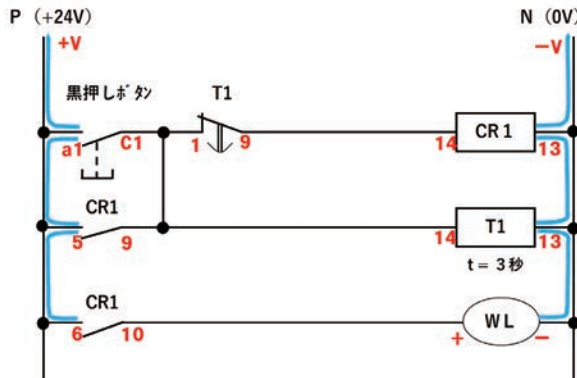 P (+24V) N (0V)
+V −V
黒押しボタン T1
a1 C1 1 9 14 CR1 13
CR1
5 9 14 T1 13
t = 3秒
CR1
6 10 + WL −